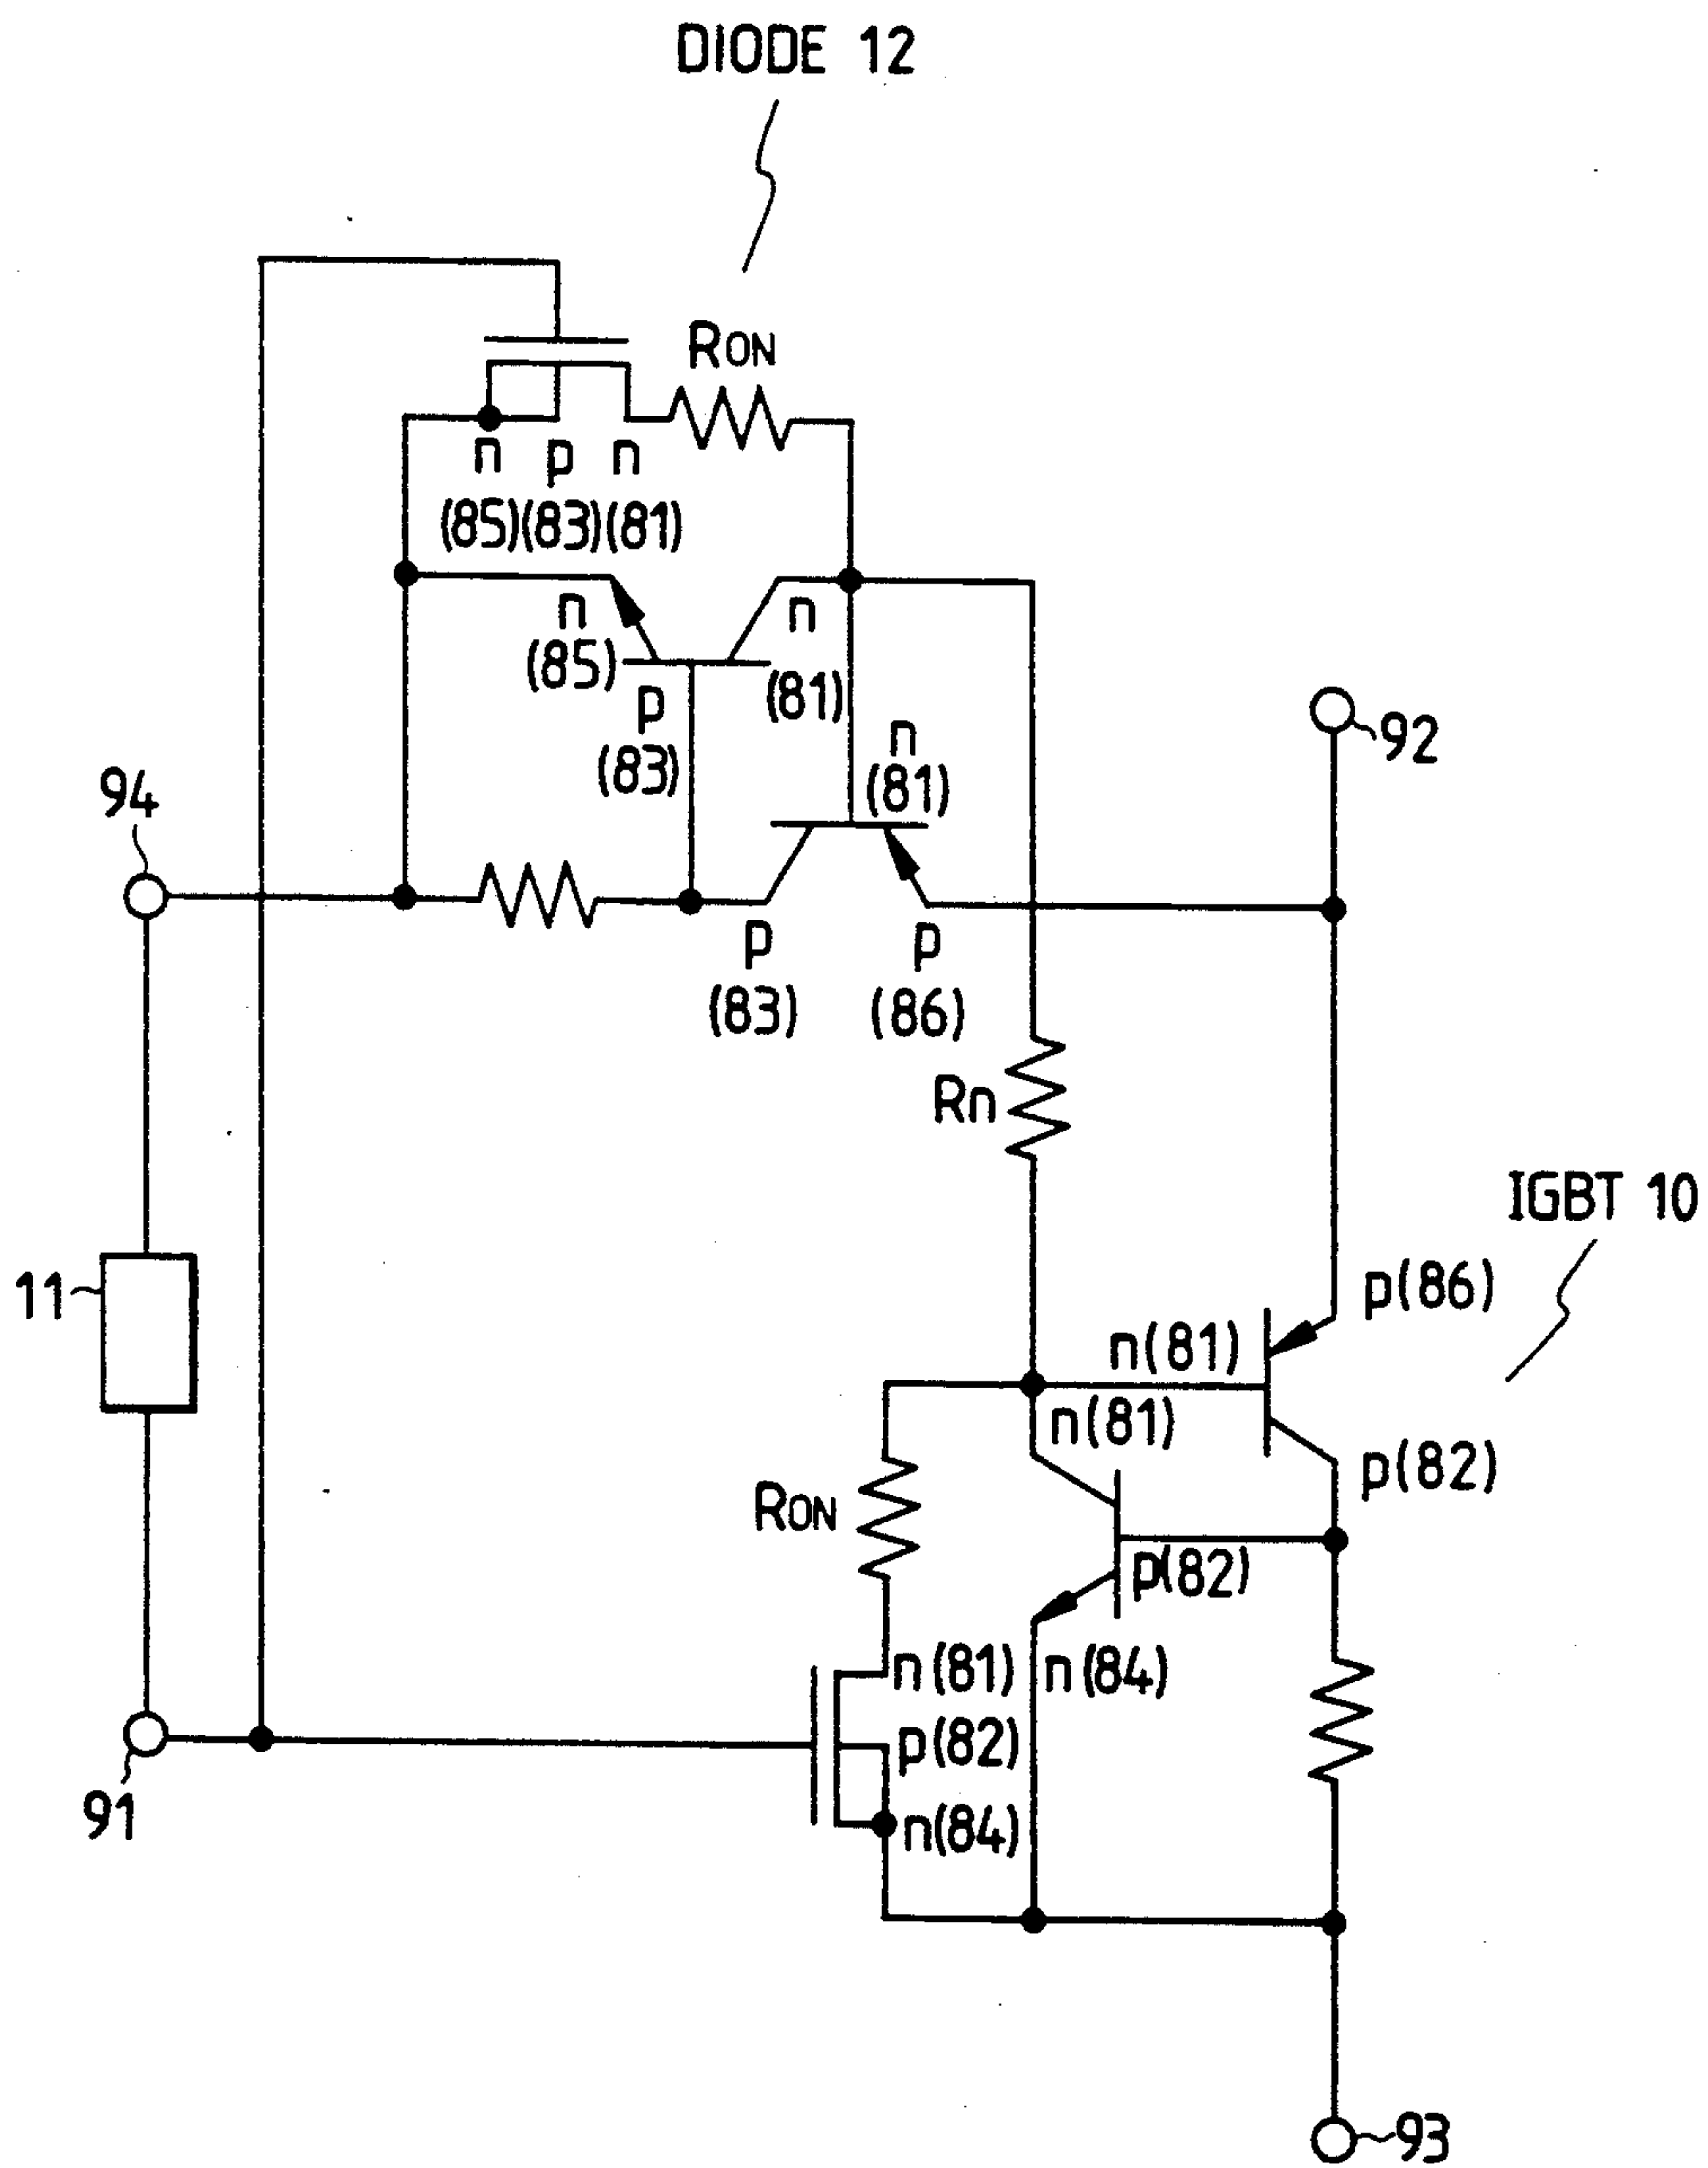 DIODE 12
RON
n p n
(85)(83)(81)
n
(85)
n
(81)
p
(83)
n
(81)
92
94
p
(83)
p
(86)
Rn
IGBT 10
11
p(86)
n(81)
n(81)
p(82)
RON
p(82)
n(81)
n(84)
p(82)
91
n(84)
93